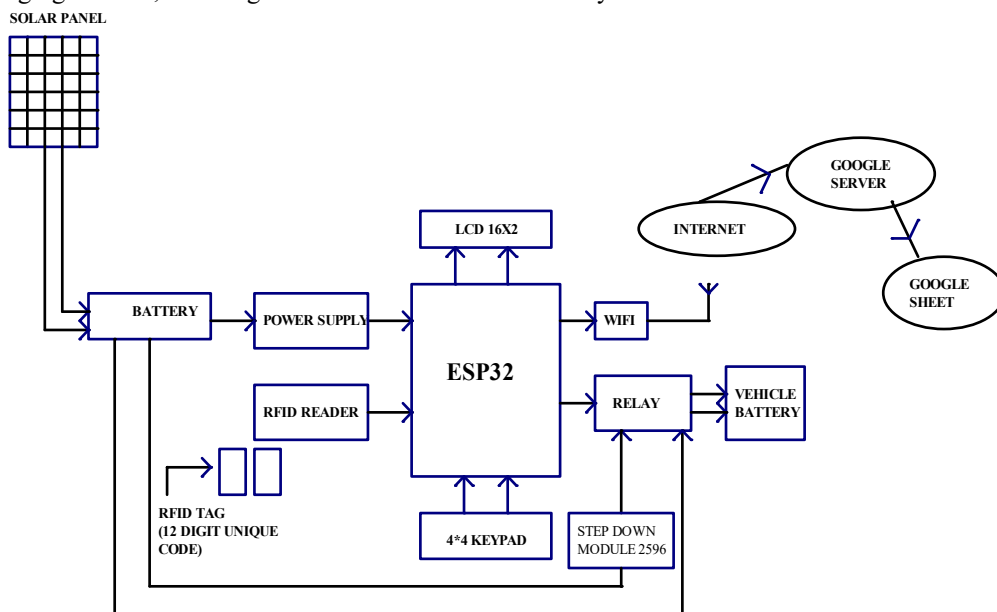 SOLAR PANEL
GOOGLE
SERVER
LCD 16X2
INTERNET
GOOGLE
SHEET
BATTERY
POWER SUPPLY
WIFI
ESP32
RFID READER
RELAY
VEHICLE
BATTERY
RFID TAG
(12 DIGIT UNIQUE
CODE)
4*4 KEYPAD
STEP DOWN
MODULE 2596